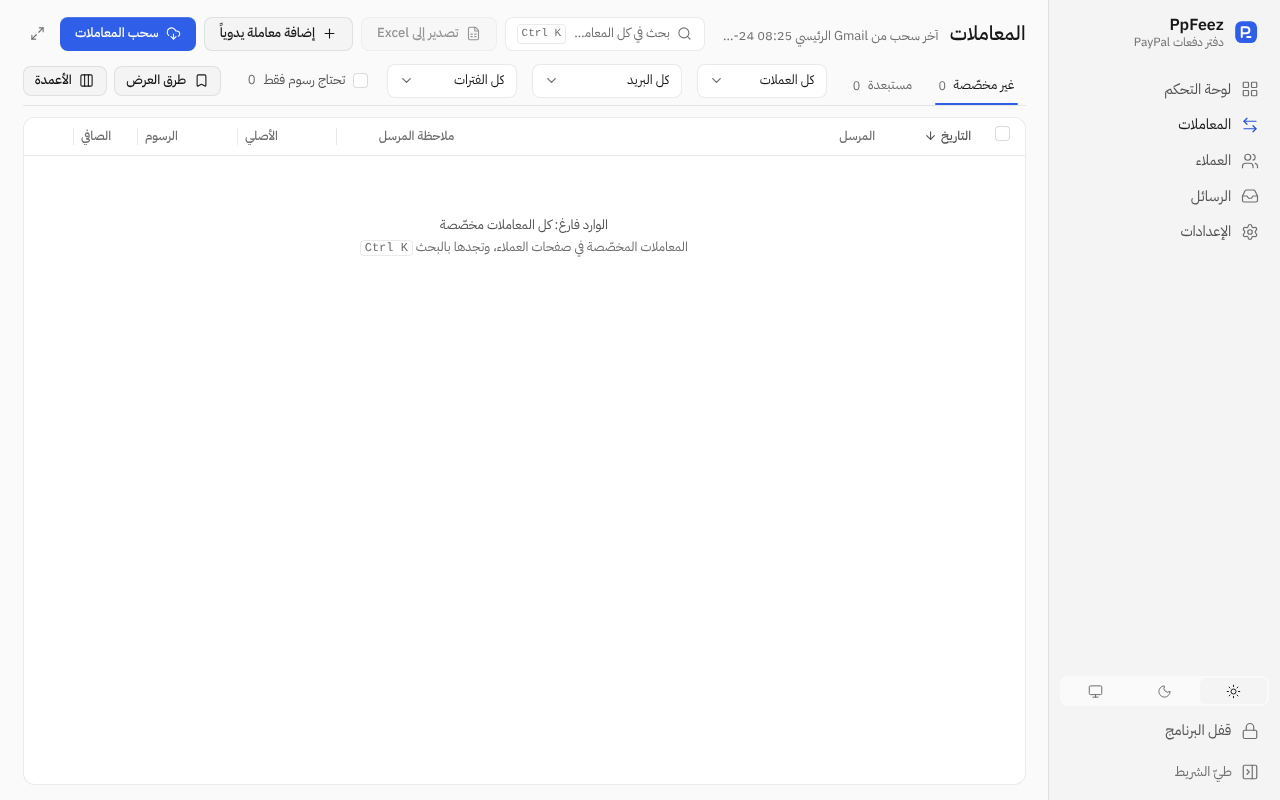 PpFeez
دفتر دفعات PayPal
لوحة التحكم
المعاملات
العملاء
الرسائل
الإعدادات
قفل البرنامج
طيّ الشريط
المعاملات
آخر سحب من Gmail الرئيسي 08:25 24-...
بحث في كل المعام... Ctrl K
تصدير إلى Excel
إضافة معاملة يدوياً
سحب المعاملات
غير مخصّصة 0
مستبعدة 0
كل العملات
كل البريد
كل الفترات
تحتاج رسوم فقط 0
طرق العرض
الأعمدة
التاريخ
المرسل
ملاحظة المرسل
الأصلي
الرسوم
الصافي
الوارد فارغ: كل المعاملات مخصّصة
المعاملات المخصّصة في صفحات العملاء، وتجدها بالبحث Ctrl K